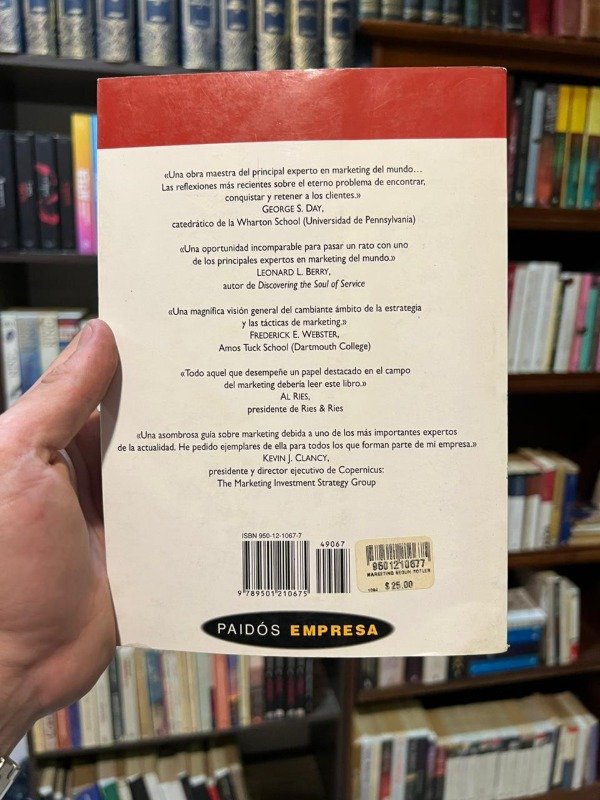 «Una obra maestra del principal experto en marketing del mundo…
Las reflexiones más recientes sobre el eterno problema de encontrar,
conquistar y retener a los clientes.»
GEORGE S. DAY,
catedrático de la Wharton School (Universidad de Pennsylvania)
«Una oportunidad incomparable para pasar un rato con uno
de los principales expertos en marketing del mundo.»
LEONARD L. BERRY,
autor de Discovering the Soul of Service
«Una magnífica visión general del cambiante ámbito de la estrategia
y las tácticas de marketing.»
FREDERICK E. WEBSTER,
Amos Tuck School (Dartmouth College)
«Todo aquel que desempeñe un papel destacado en el campo
del marketing debería leer este libro.»
AL RIES,
presidente de Ries & Ries
«Una asombrosa guía sobre marketing debida a uno de los más importantes expertos
de la actualidad. He pedido ejemplares de ella para todos los que forman parte de mi empresa.»
KEVIN J. CLANCY,
presidente y director ejecutivo de Copernicus:
The Marketing Investment Strategy Group
ISBN 950-12-1067-7
49067
9 789501 210675
9501210677
MARKETING SEGUN KOTLER
$ 25.00
PAIDÓS EMPRESA